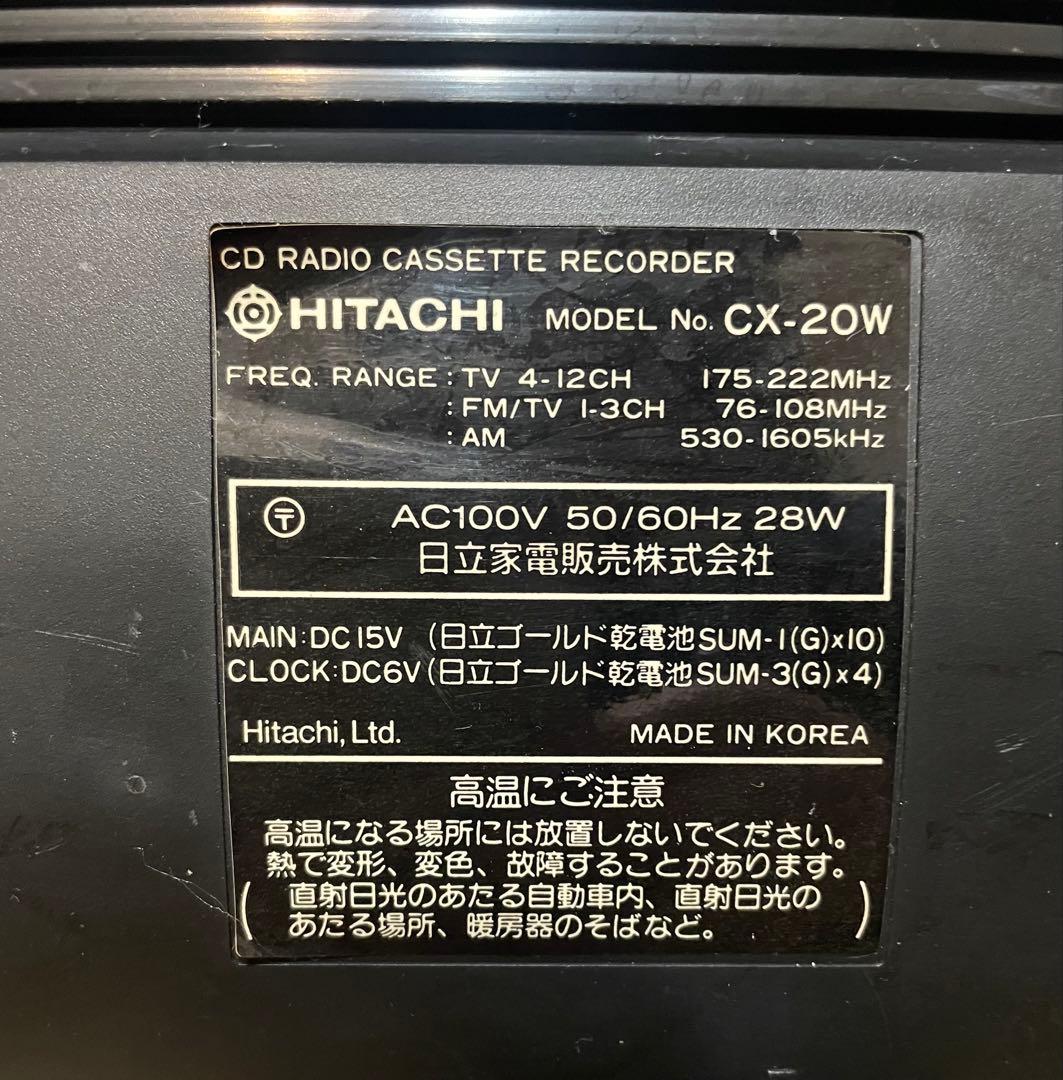 CD RADIO CASSETTE RECORDER
HITACHI MODEL No. CX-20W
FREQ. RANGE : TV 4-12CH 175-222MHz
: FM/TV 1-3CH 76-108MHz
: AM 530-1605kHz
〒 AC100V 50/60Hz 28W
日立家電販売株式会社
MAIN:DC15V (日立ゴールド乾電池SUM-1(G)x10)
CLOCK:DC6V(日立ゴールド乾電池SUM-3(G)x4)
Hitachi, Ltd. MADE IN KOREA
高温にご注意
高温になる場所には放置しないでください。
熱で変形、変色、故障することがあります。
(直射日光のあたる自動車内、直射日光の
あたる場所、暖房器のそばなど。)